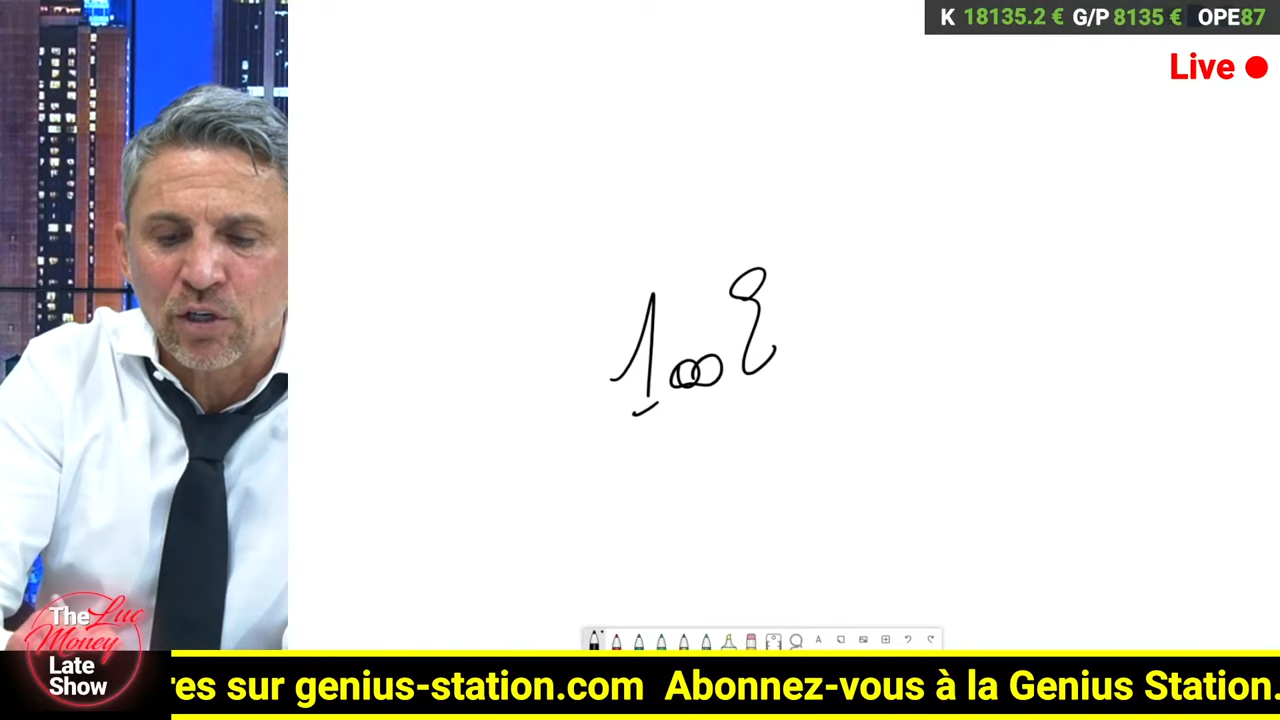 K 18135.2 € G/P 8135 € OPE87
Live
100
The Luc
Money
Late
Show
res sur genius-station.com Abonnez-vous à la Genius Station.